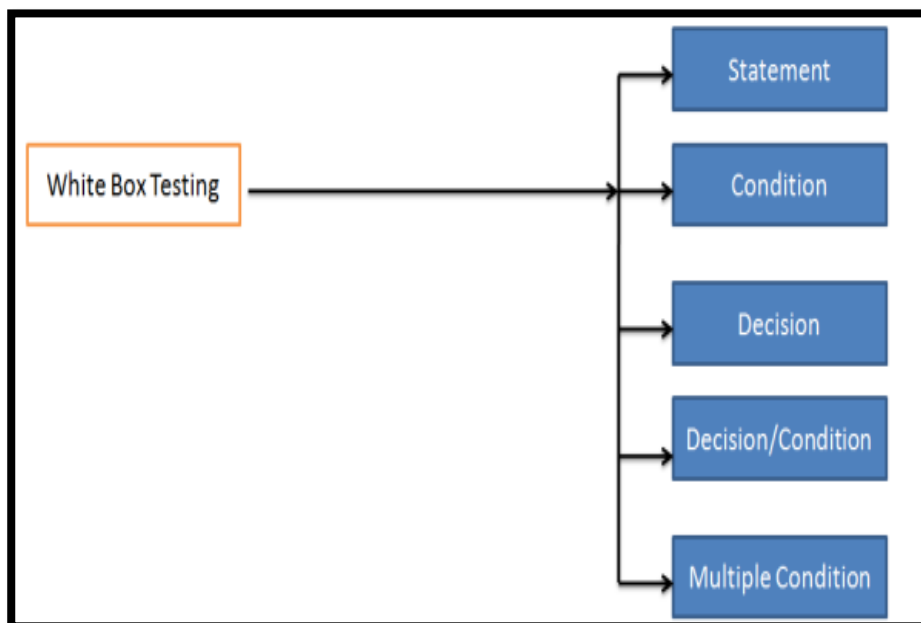 Statement
White Box Testing
Condition
Decision
Decision/Condition
Multiple Condition